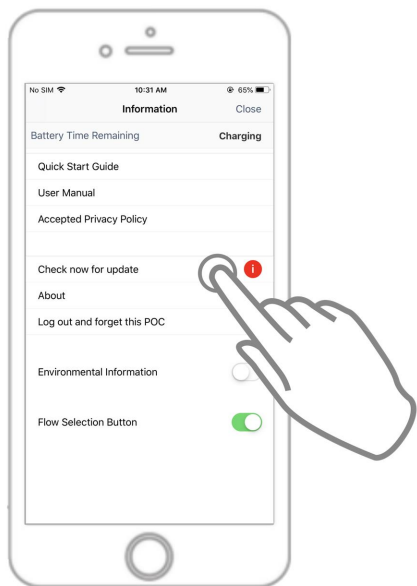 No SIM 10:31 AM 65%
Information Close
Battery Time Remaining Charging
Quick Start Guide
User Manual
Accepted Privacy Policy
Check now for update i
About
Log out and forget this POC
Environmental Information
Flow Selection Button